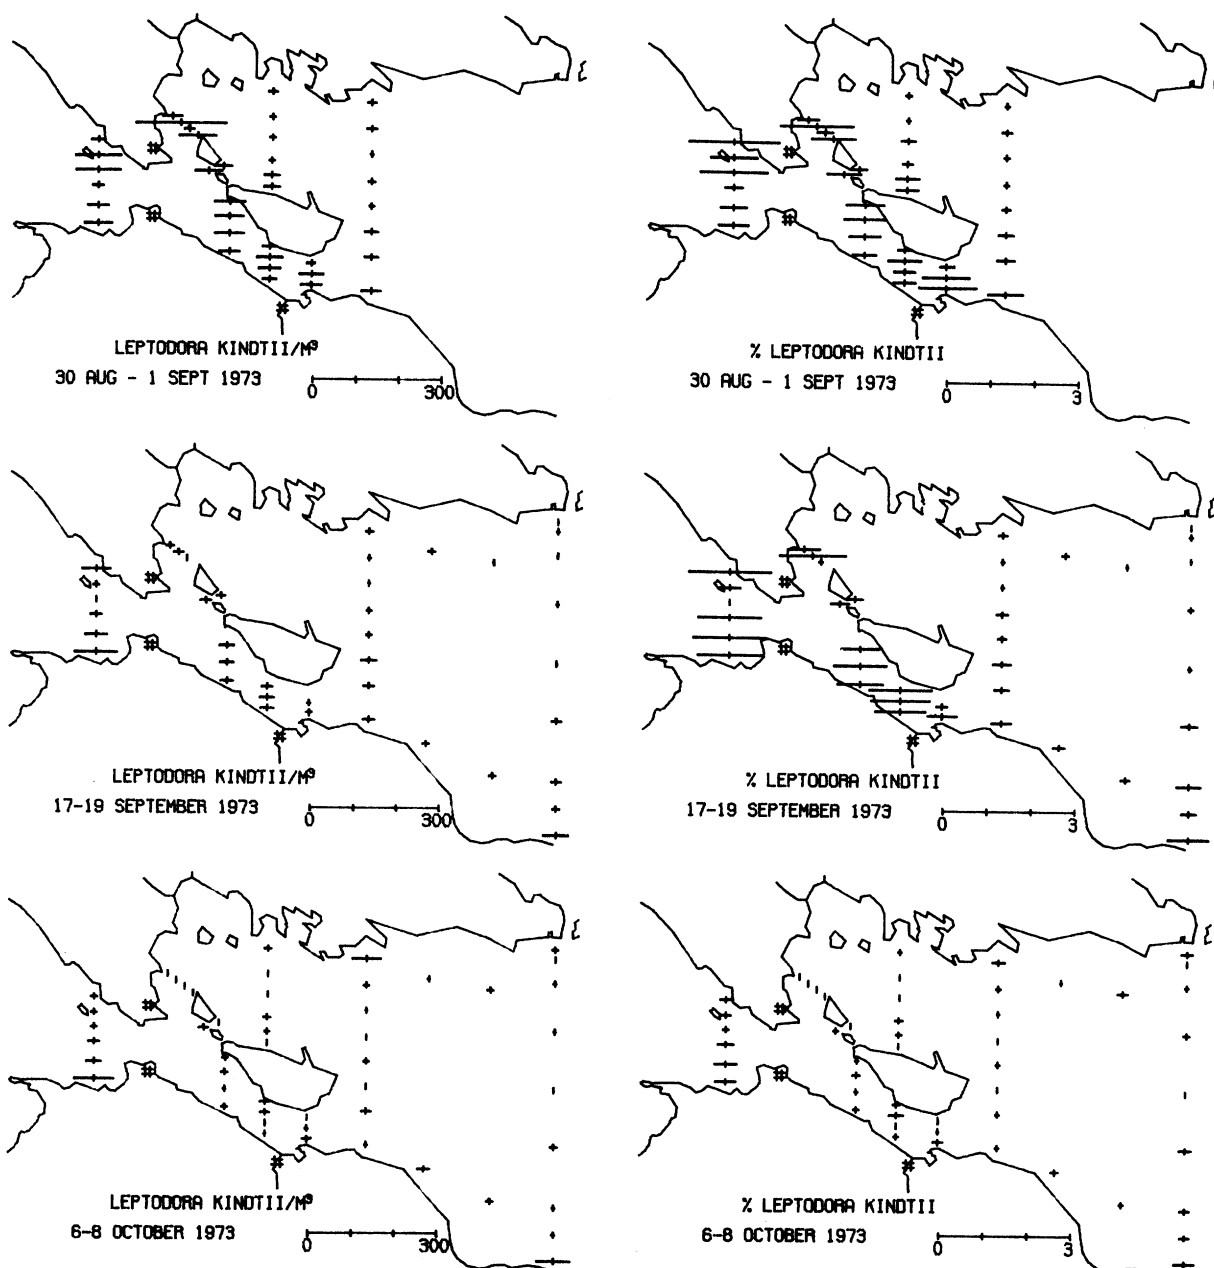 LEPTODORA KINDTII/M³
30 AUG - 1 SEPT 1973
0 300
% LEPTODORA KINDTII
30 AUG - 1 SEPT 1973
0 3
LEPTODORA KINDTII/M³
17-19 SEPTEMBER 1973
0 300
% LEPTODORA KINDTII
17-19 SEPTEMBER 1973
0 3
LEPTODORA KINDTII/M³
6-8 OCTOBER 1973
0 300
% LEPTODORA KINDTII
6-8 OCTOBER 1973
0 3